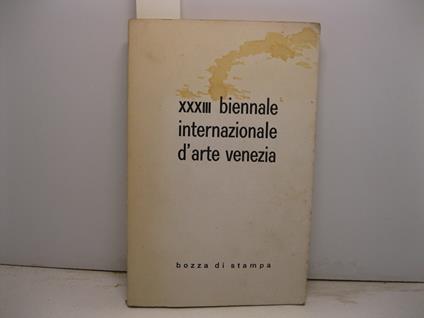 XXXIII biennale
internazionale
d'arte venezia
bozza di stampa